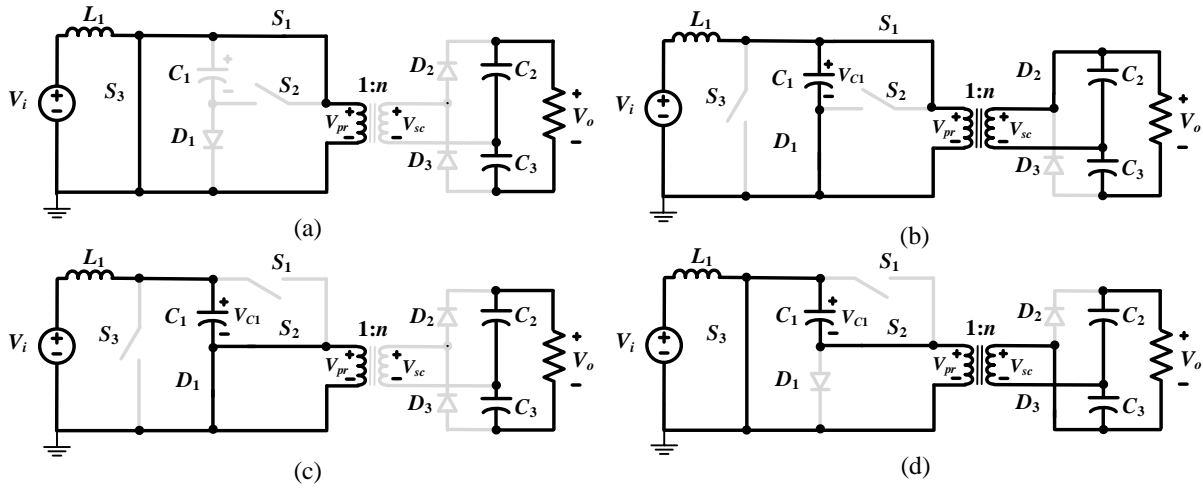 L1
S1
C1
S2
S3
Vi
D1
1:n
Vpr
Vsc
D2
D3
C2
C3
Vo
(a)
L1
S1
C1
VC1
S2
S3
Vi
D1
1:n
Vpr
Vsc
D2
D3
C2
C3
Vo
(b)
L1
S1
C1
VC1
S2
S3
Vi
D1
1:n
Vpr
Vsc
D2
D3
C2
C3
Vo
(c)
L1
S1
C1
VC1
S2
S3
Vi
D1
1:n
Vpr
Vsc
D2
D3
C2
C3
Vo
(d)